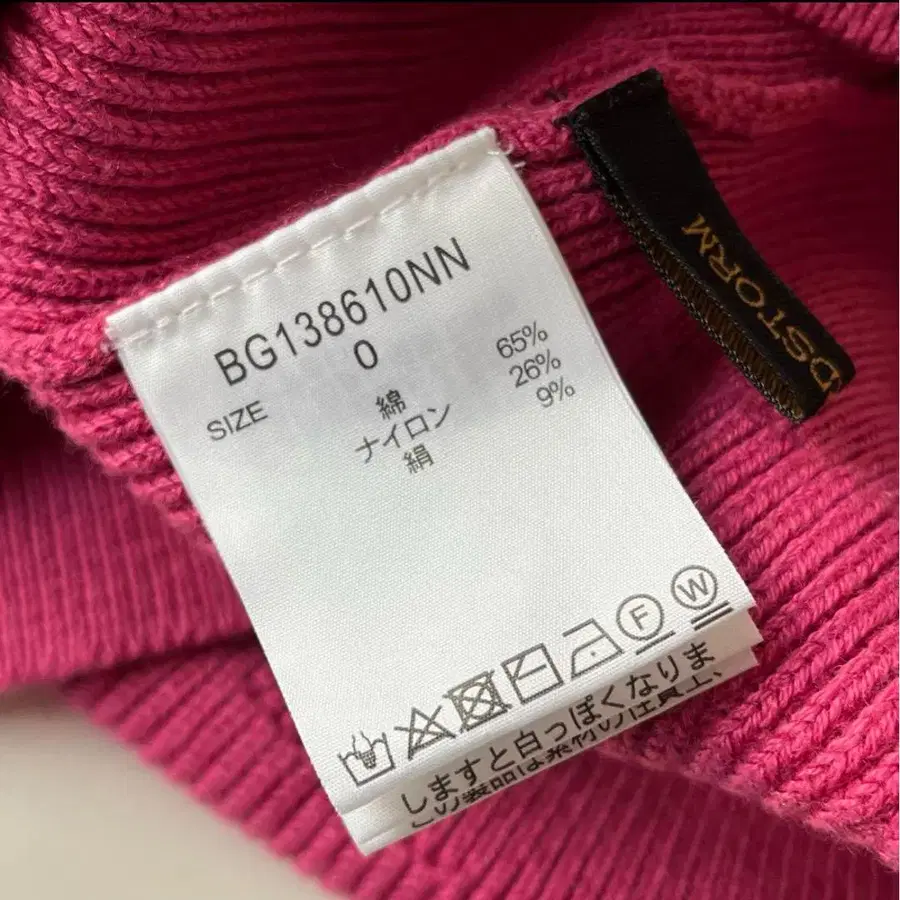 BG138610NN
SIZE 0
綿 65%
ナイロン 26%
絹 9%
F W
しますと白っぽくなりま
DSTORM